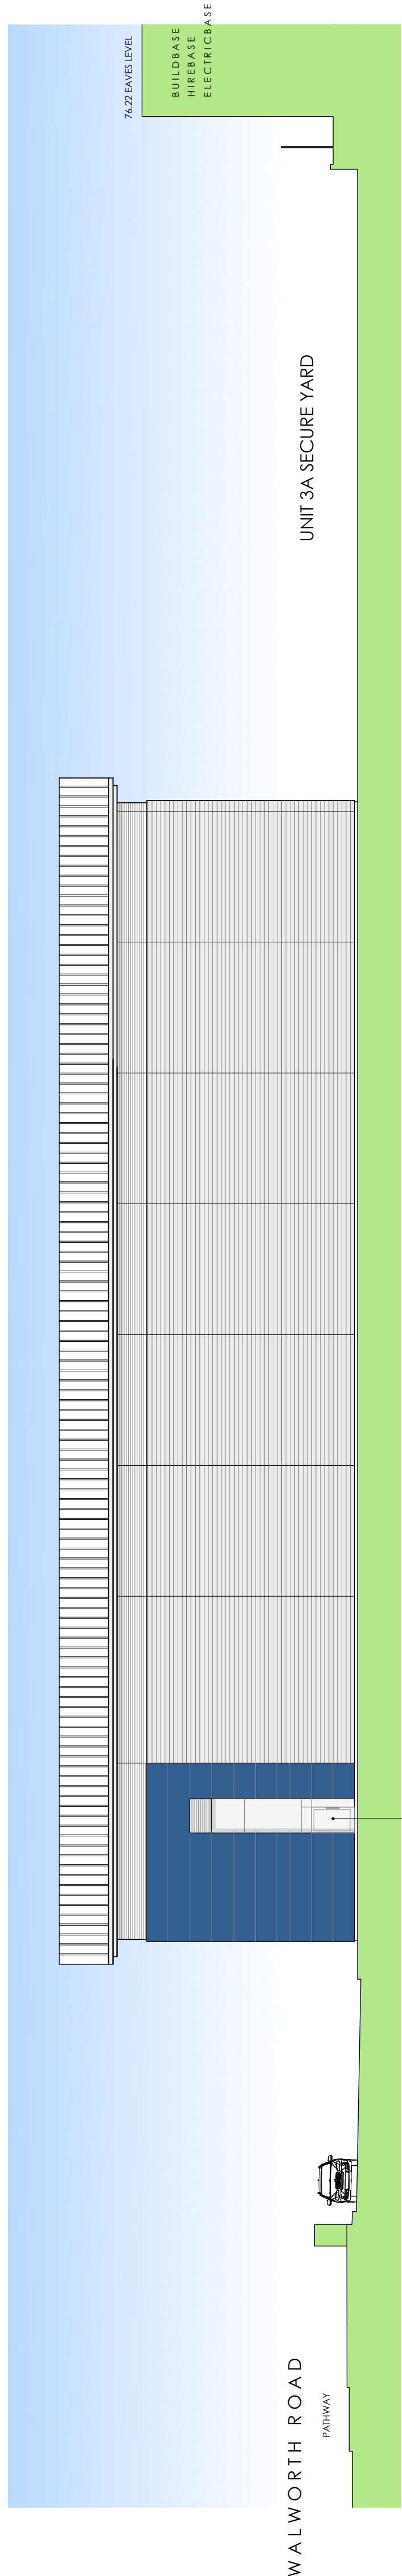 WALWORTH ROAD
PATHWAY
UNIT 3A SECURE YARD
76.22 EAVES LEVEL
BUILDBASE
HIREBASE
ELECTRICBASE